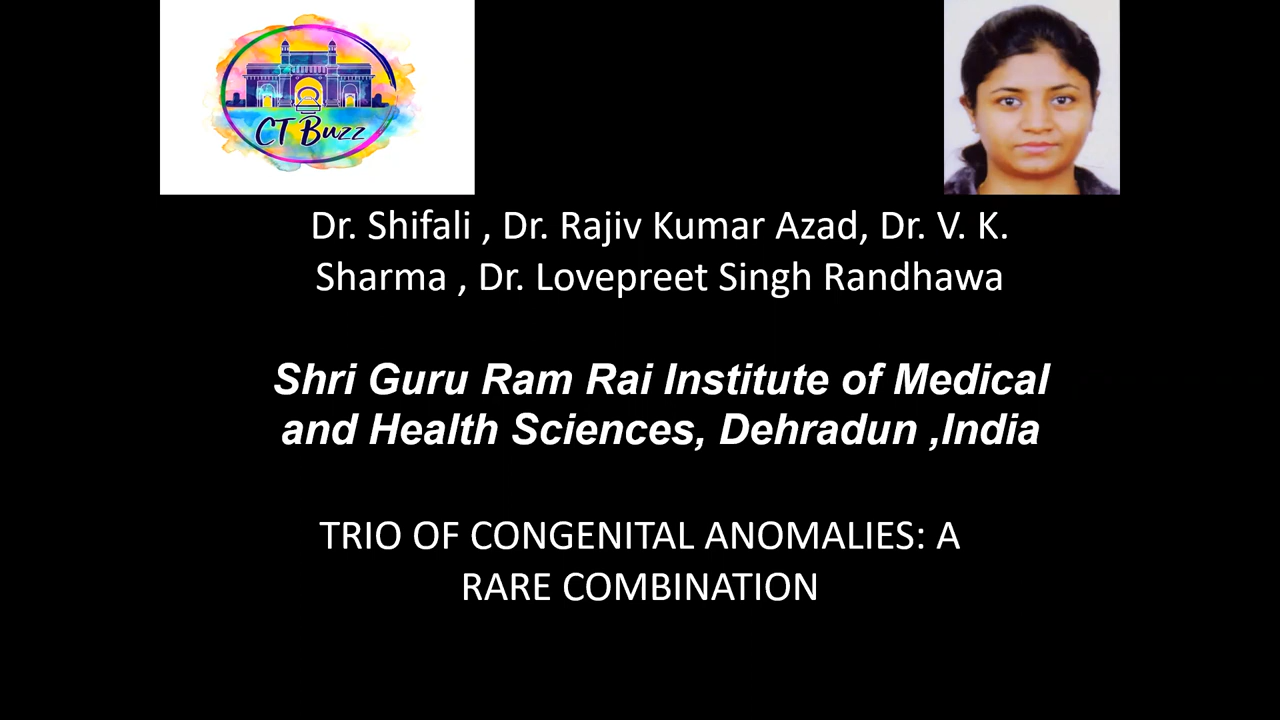 CT Buzz
Dr. Shifali , Dr. Rajiv Kumar Azad, Dr. V. K.
Sharma , Dr. Lovepreet Singh Randhawa
Shri Guru Ram Rai Institute of Medical
and Health Sciences, Dehradun ,India
TRIO OF CONGENITAL ANOMALIES: A
RARE COMBINATION